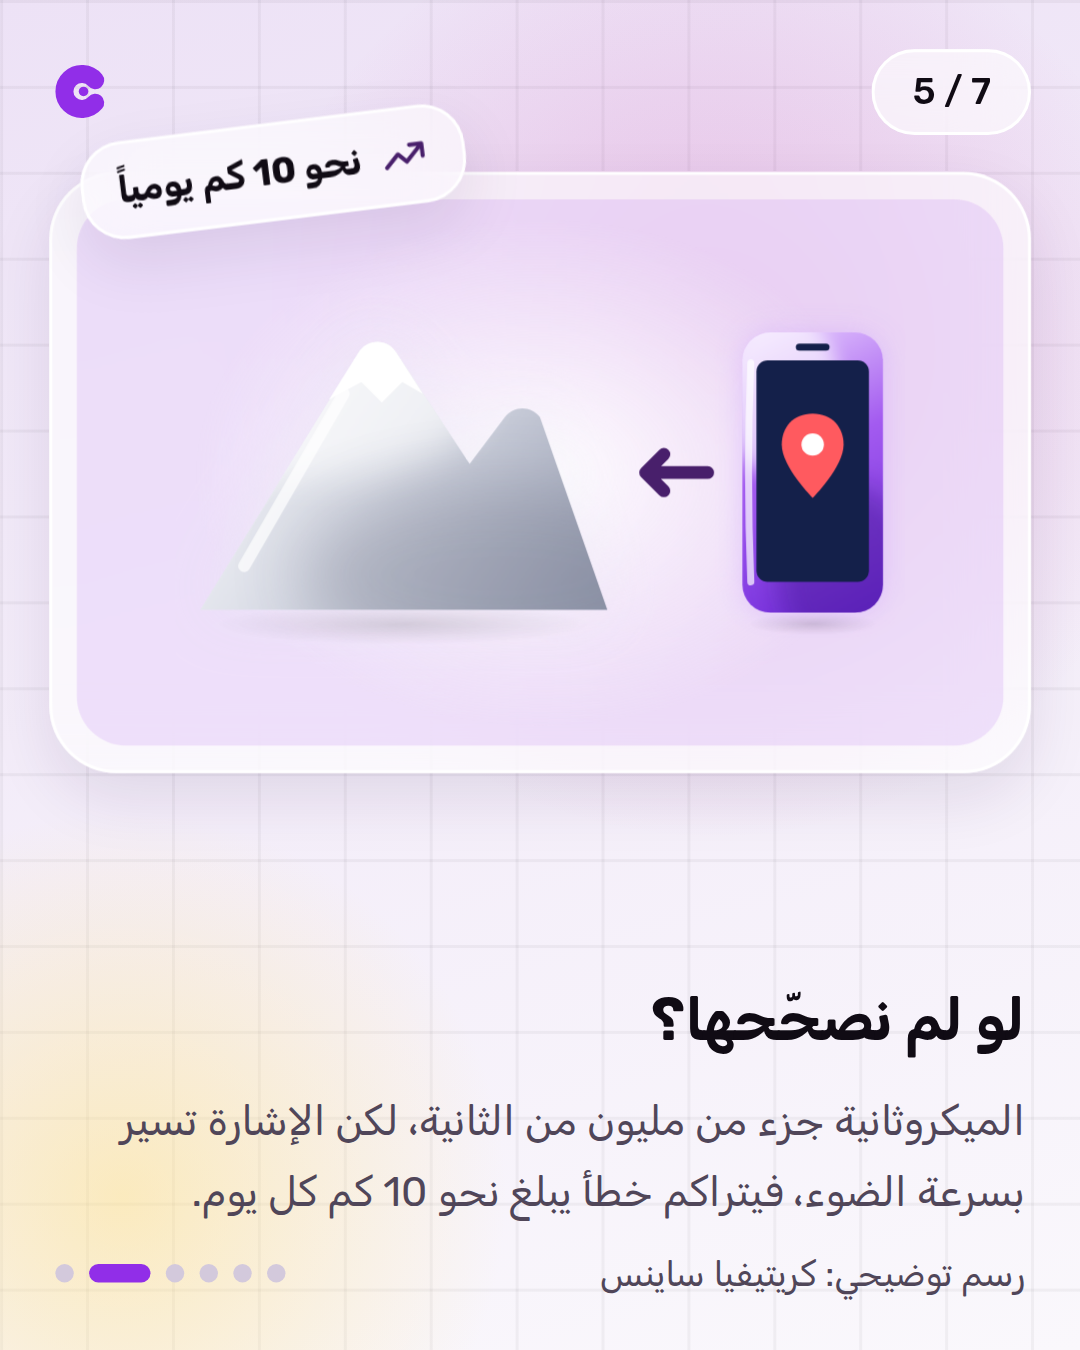 5 / 7
نحو 10 كم يومياً
لو لم نصحّحها؟
الميكروثانية جزء من مليون من الثانية، لكن الإشارة تسير
بسرعة الضوء، فيتراكم خطأ يبلغ نحو 10 كم كل يوم.
رسم توضيحي: كريتيفيا ساينس